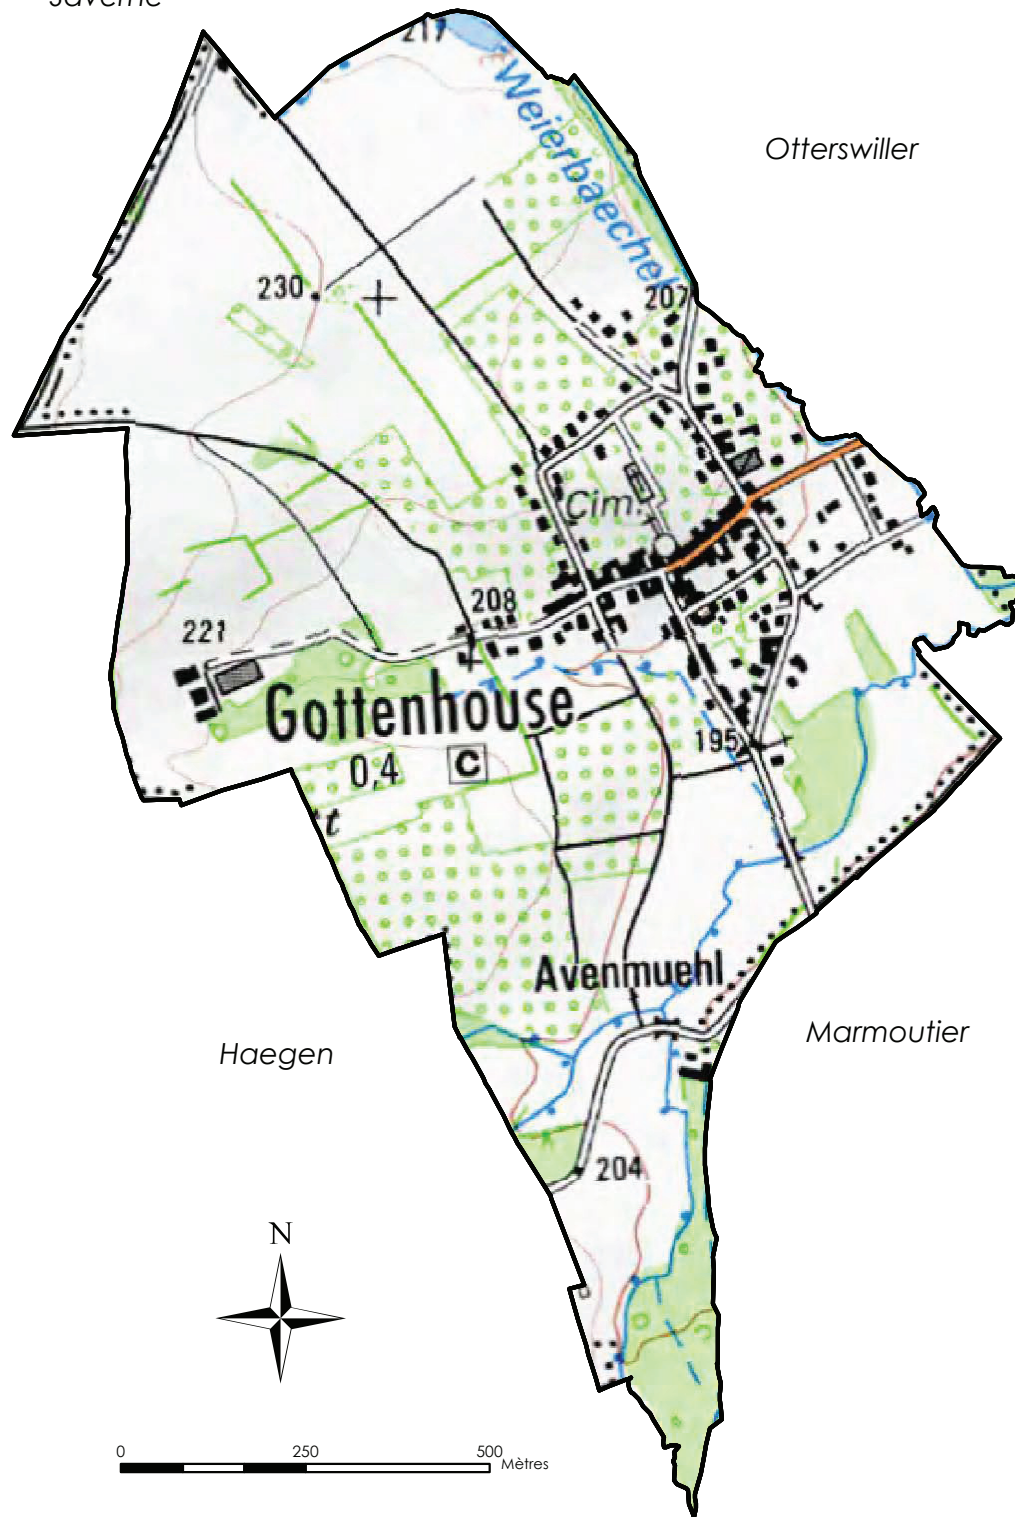 Saverne
217
Weierbaechel
Otterswiller
230
207
Cim.
208
221
Gottenhouse
195
0,4
C
Avenmuehl
Marmoutier
Haegen
204
N
0 250 500
Mètres